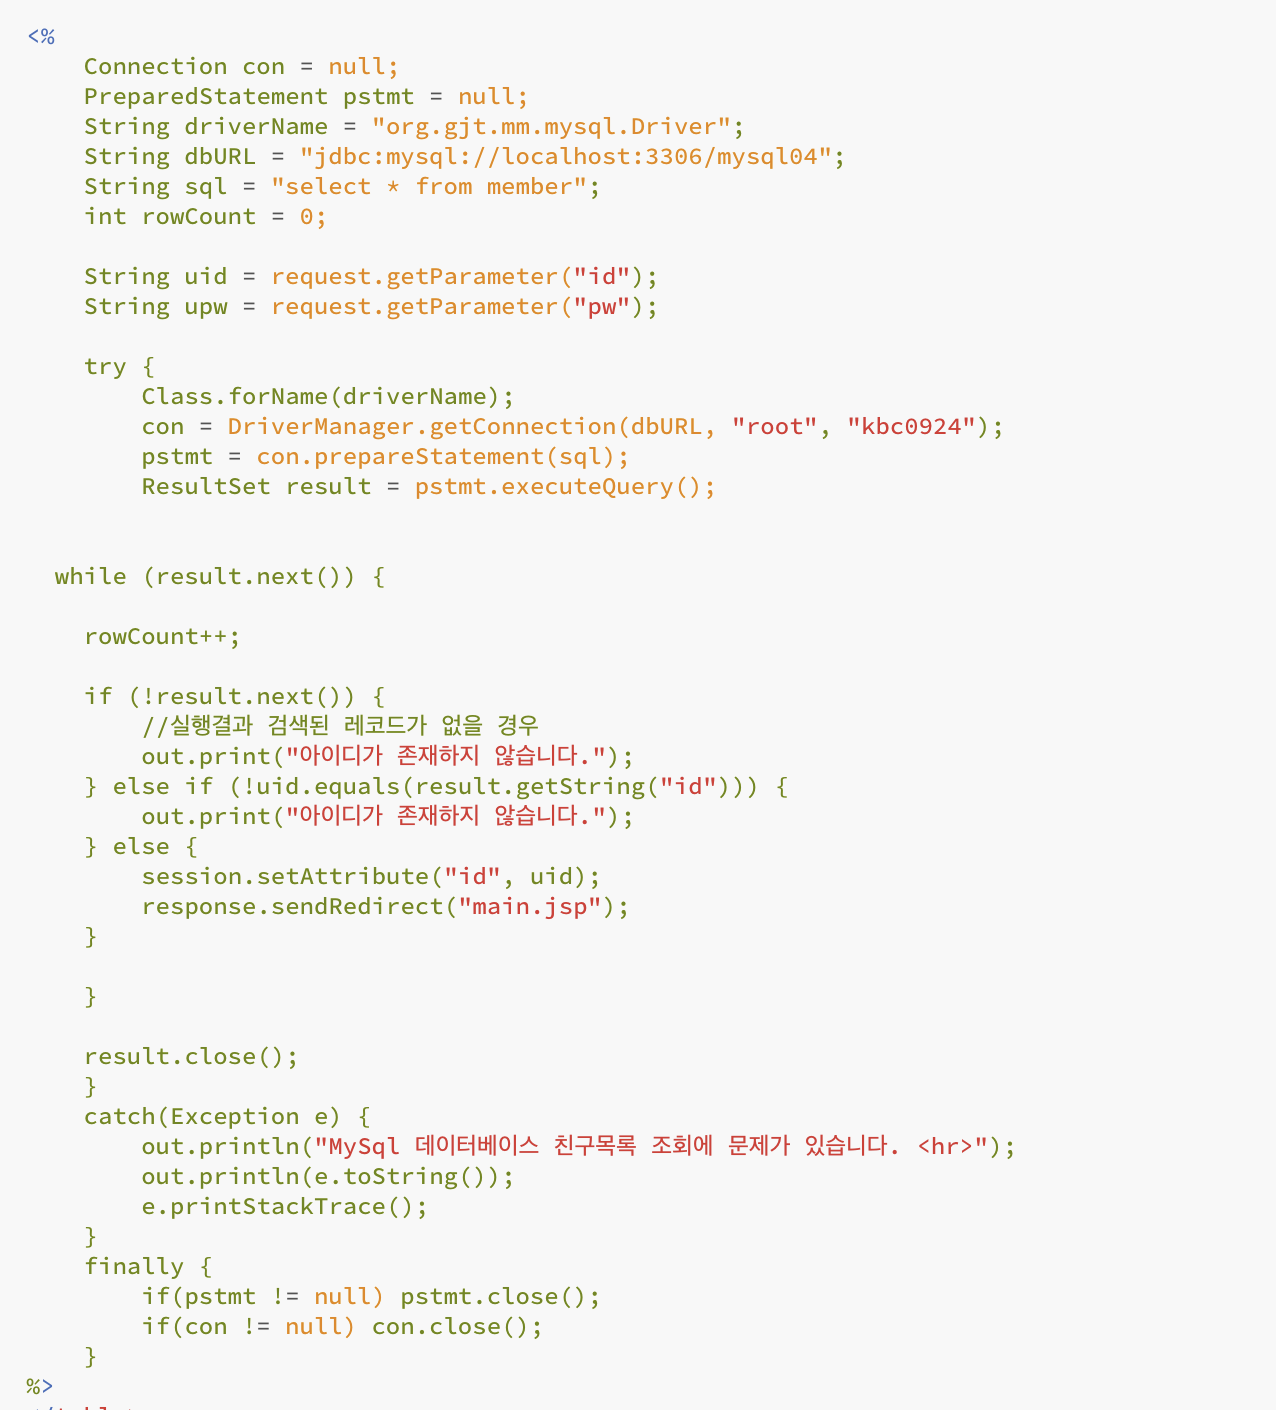 <%
Connection con = null;
PreparedStatement pstmt = null;
String driverName = "org.gjt.mm.mysql.Driver";
String dbURL = "jdbc:mysql://localhost:3306/mysql04";
String sql = "select * from member";
int rowCount = 0;
String uid = request.getParameter("id");
String upw = request.getParameter("pw");
try {
Class.forName(driverName);
con = DriverManager.getConnection(dbURL, "root", "kbc0924");
pstmt = con.prepareStatement(sql);
ResultSet result = pstmt.executeQuery();
while (result.next()) {
rowCount++;
if (!result.next()) {
//실행결과 검색된 레코드가 없을 경우
out.print("아이디가 존재하지 않습니다.");
} else if (!uid.equals(result.getString("id"))) {
out.print("아이디가 존재하지 않습니다.");
} else {
session.setAttribute("id", uid);
response.sendRedirect("main.jsp");
}
}
result.close();
}
catch(Exception e) {
out.println("MySql 데이터베이스 친구목록 조회에 문제가 있습니다. <hr>");
out.println(e.toString());
e.printStackTrace();
}
finally {
if(pstmt != null) pstmt.close();
if(con != null) con.close();
}
%>